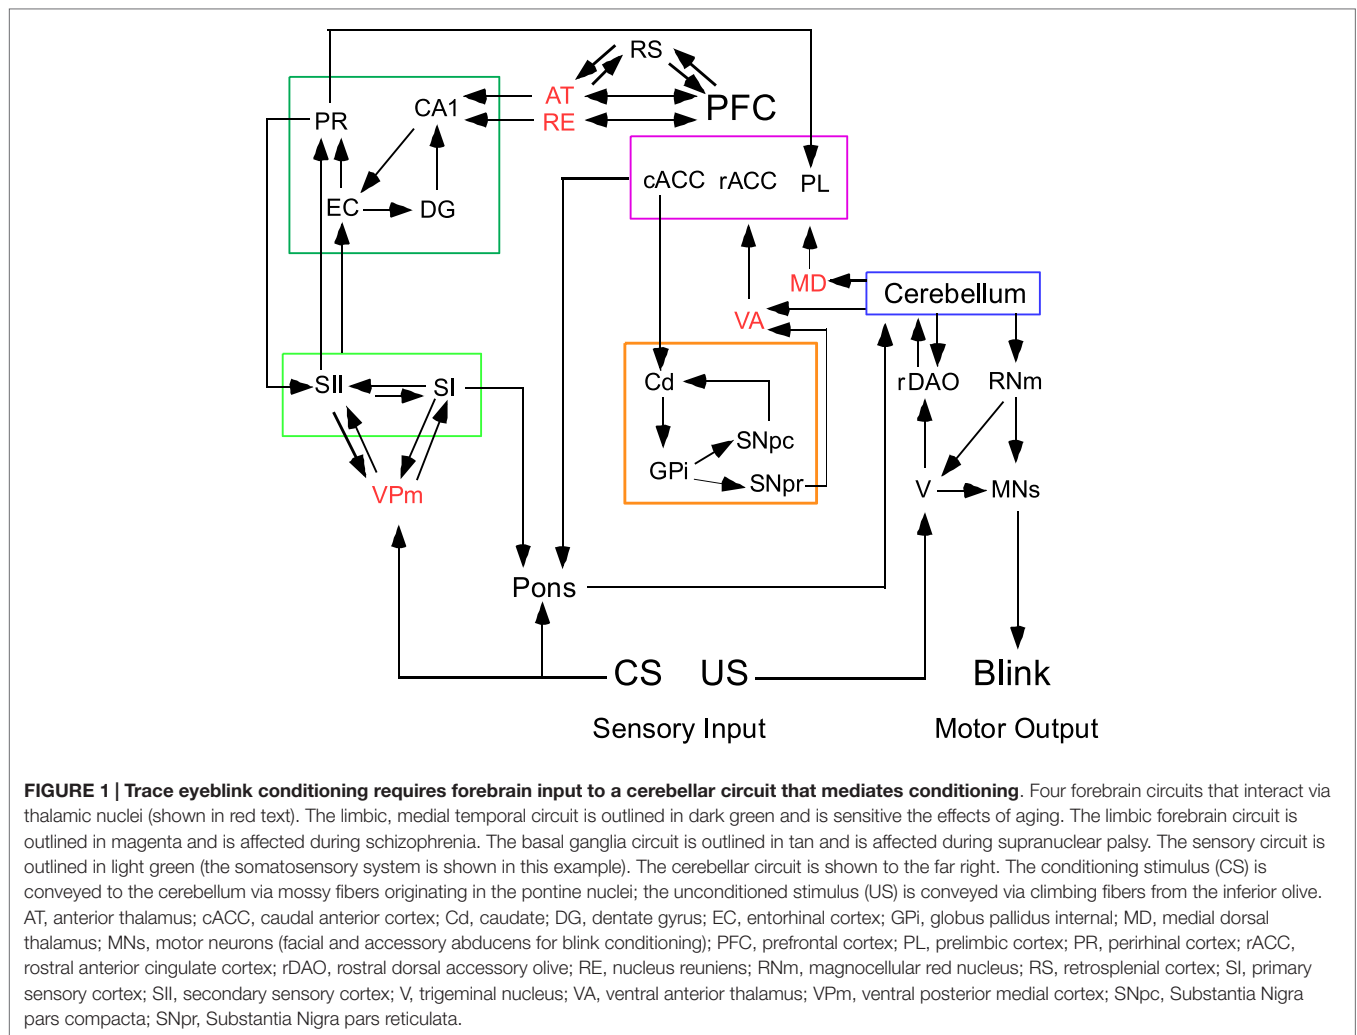 RS
AT
PFC
CA1
PR
RE
cACC rACC PL
EC
DG
MD
Cerebellum
VA
SII
SI
Cd
rDAO
RNm
SNpc
GPi
SNpr
VPm
V
MNs
Pons
CS US
Blink
Sensory Input
Motor Output
FIGURE 1 | Trace eyeblink conditioning requires forebrain input to a cerebellar circuit that mediates conditioning. Four forebrain circuits that interact via
thalamic nuclei (shown in red text). The limbic, medial temporal circuit is outlined in dark green and is sensitive the effects of aging. The limbic forebrain circuit is
outlined in magenta and is affected during schizophrenia. The basal ganglia circuit is outlined in tan and is affected during supranuclear palsy. The sensory circuit is
outlined in light green (the somatosensory system is shown in this example). The cerebellar circuit is shown to the far right. The conditioning stimulus (CS) is
conveyed to the cerebellum via mossy fibers originating in the pontine nuclei; the unconditioned stimulus (US) is conveyed via climbing fibers from the inferior olive.
AT, anterior thalamus; cACC, caudal anterior cortex; Cd, caudate; DG, dentate gyrus; EC, entorhinal cortex; GPi, globus pallidus internal; MD, medial dorsal
thalamus; MNs, motor neurons (facial and accessory abducens for blink conditioning); PFC, prefrontal cortex; PL, prelimbic cortex; PR, perirhinal cortex; rACC,
rostral anterior cingulate cortex; rDAO, rostral dorsal accessory olive; RE, nucleus reuniens; RNm, magnocellular red nucleus; RS, retrosplenial cortex; SI, primary
sensory cortex; SII, secondary sensory cortex; V, trigeminal nucleus; VA, ventral anterior thalamus; VPm, ventral posterior medial cortex; SNpc, Substantia Nigra
pars compacta; SNpr, Substantia Nigra pars reticulata.